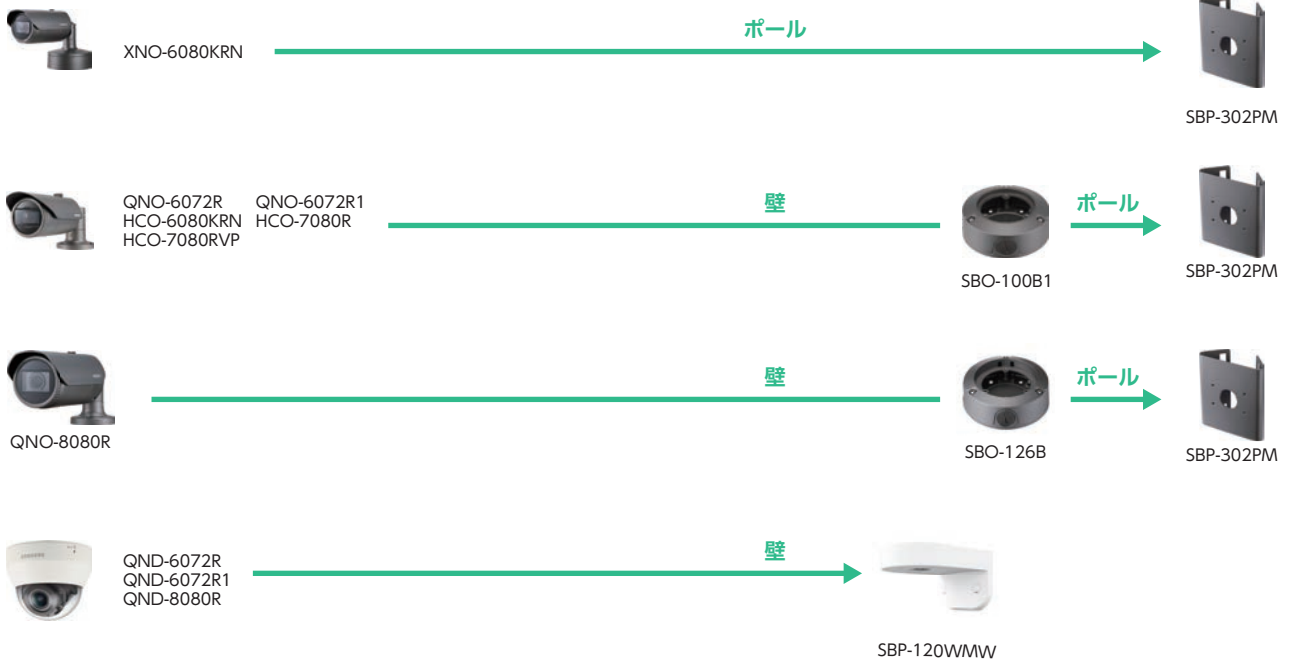 ポール
XNO-6080KRN
SBP-302PM
QNO-6072R QNO-6072R1
HCO-6080KRN HCO-7080R
HCO-7080RVP
壁
ポール
SBO-100B1
SBP-302PM
壁
ポール
QNO-8080R
SBO-126B
SBP-302PM
SAMSUNG
QND-6072R
QND-6072R1
QND-8080R
壁
SBP-120WMW